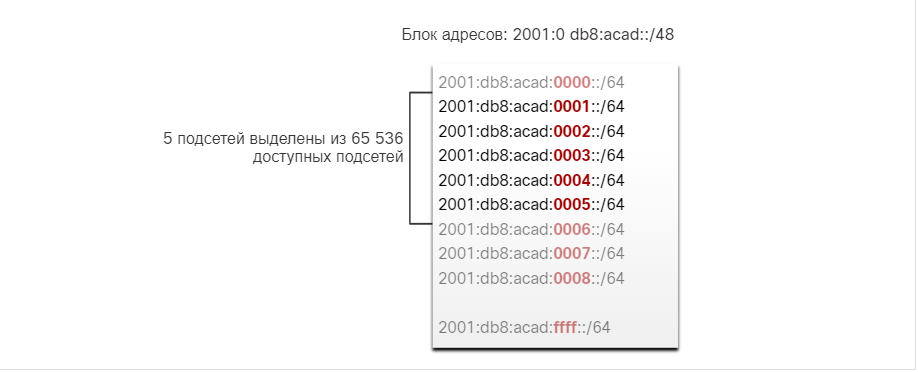 Блок адресов: 2001:0 db8:acad::/48
2001:db8:acad:0000::/64
2001:db8:acad:0001::/64
2001:db8:acad:0002::/64
2001:db8:acad:0003::/64
2001:db8:acad:0004::/64
2001:db8:acad:0005::/64
2001:db8:acad:0006::/64
2001:db8:acad:0007::/64
2001:db8:acad:0008::/64
2001:db8:acad:ffff::/64
5 подсетей выделены из 65 536
доступных подсетей